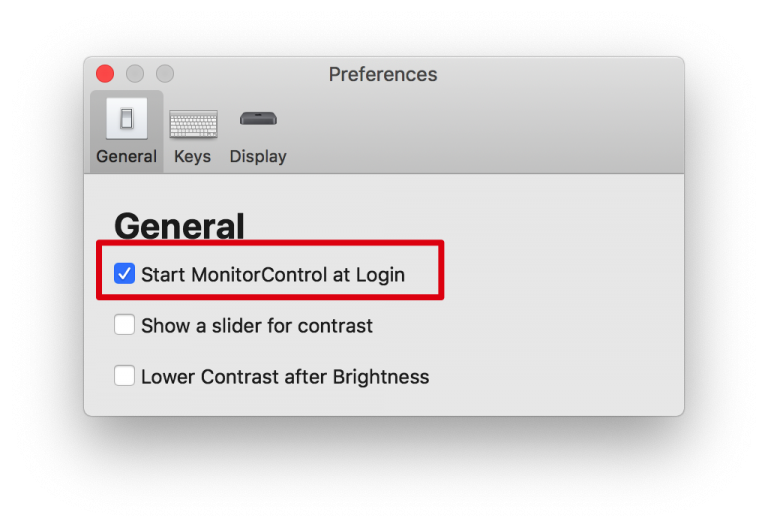 Preferences
General Keys Display
General
Start MonitorControl at Login
Show a slider for contrast
Lower Contrast after Brightness